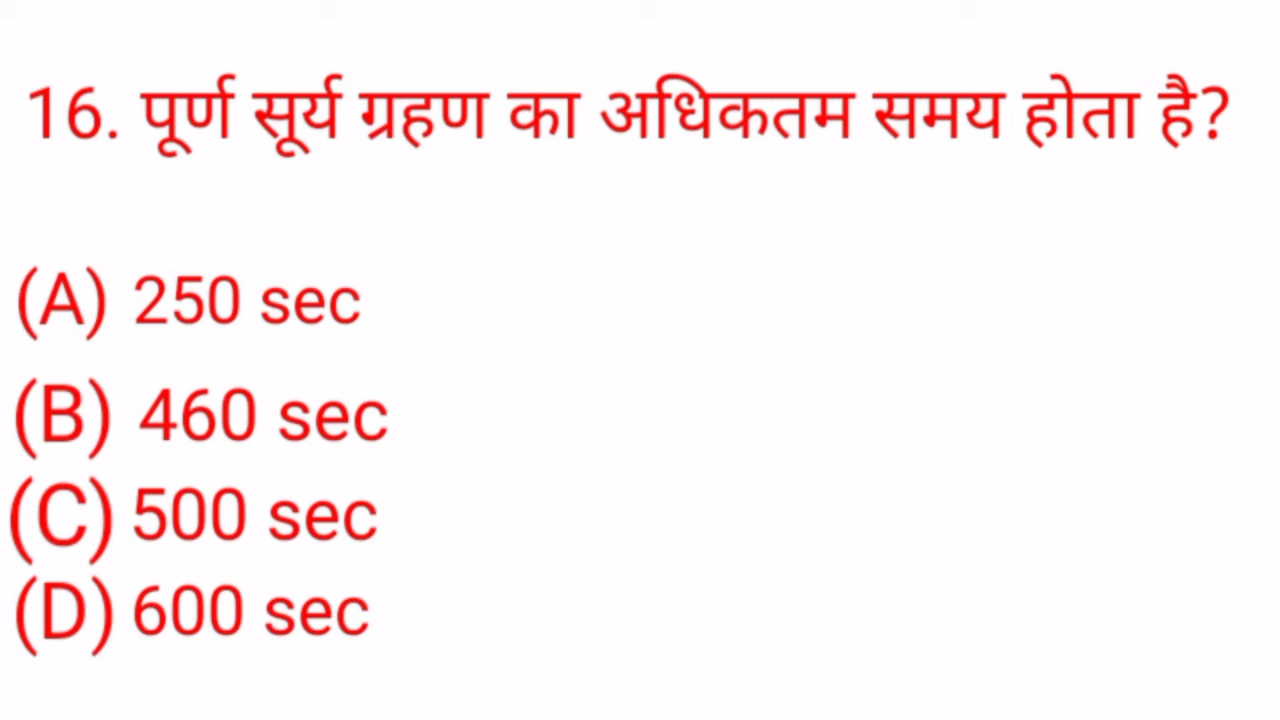 16. पूर्ण सूर्य ग्रहण का अधिकतम समय होता है?
(A) 250 sec
(B) 460 sec
(C) 500 sec
(D) 600 sec